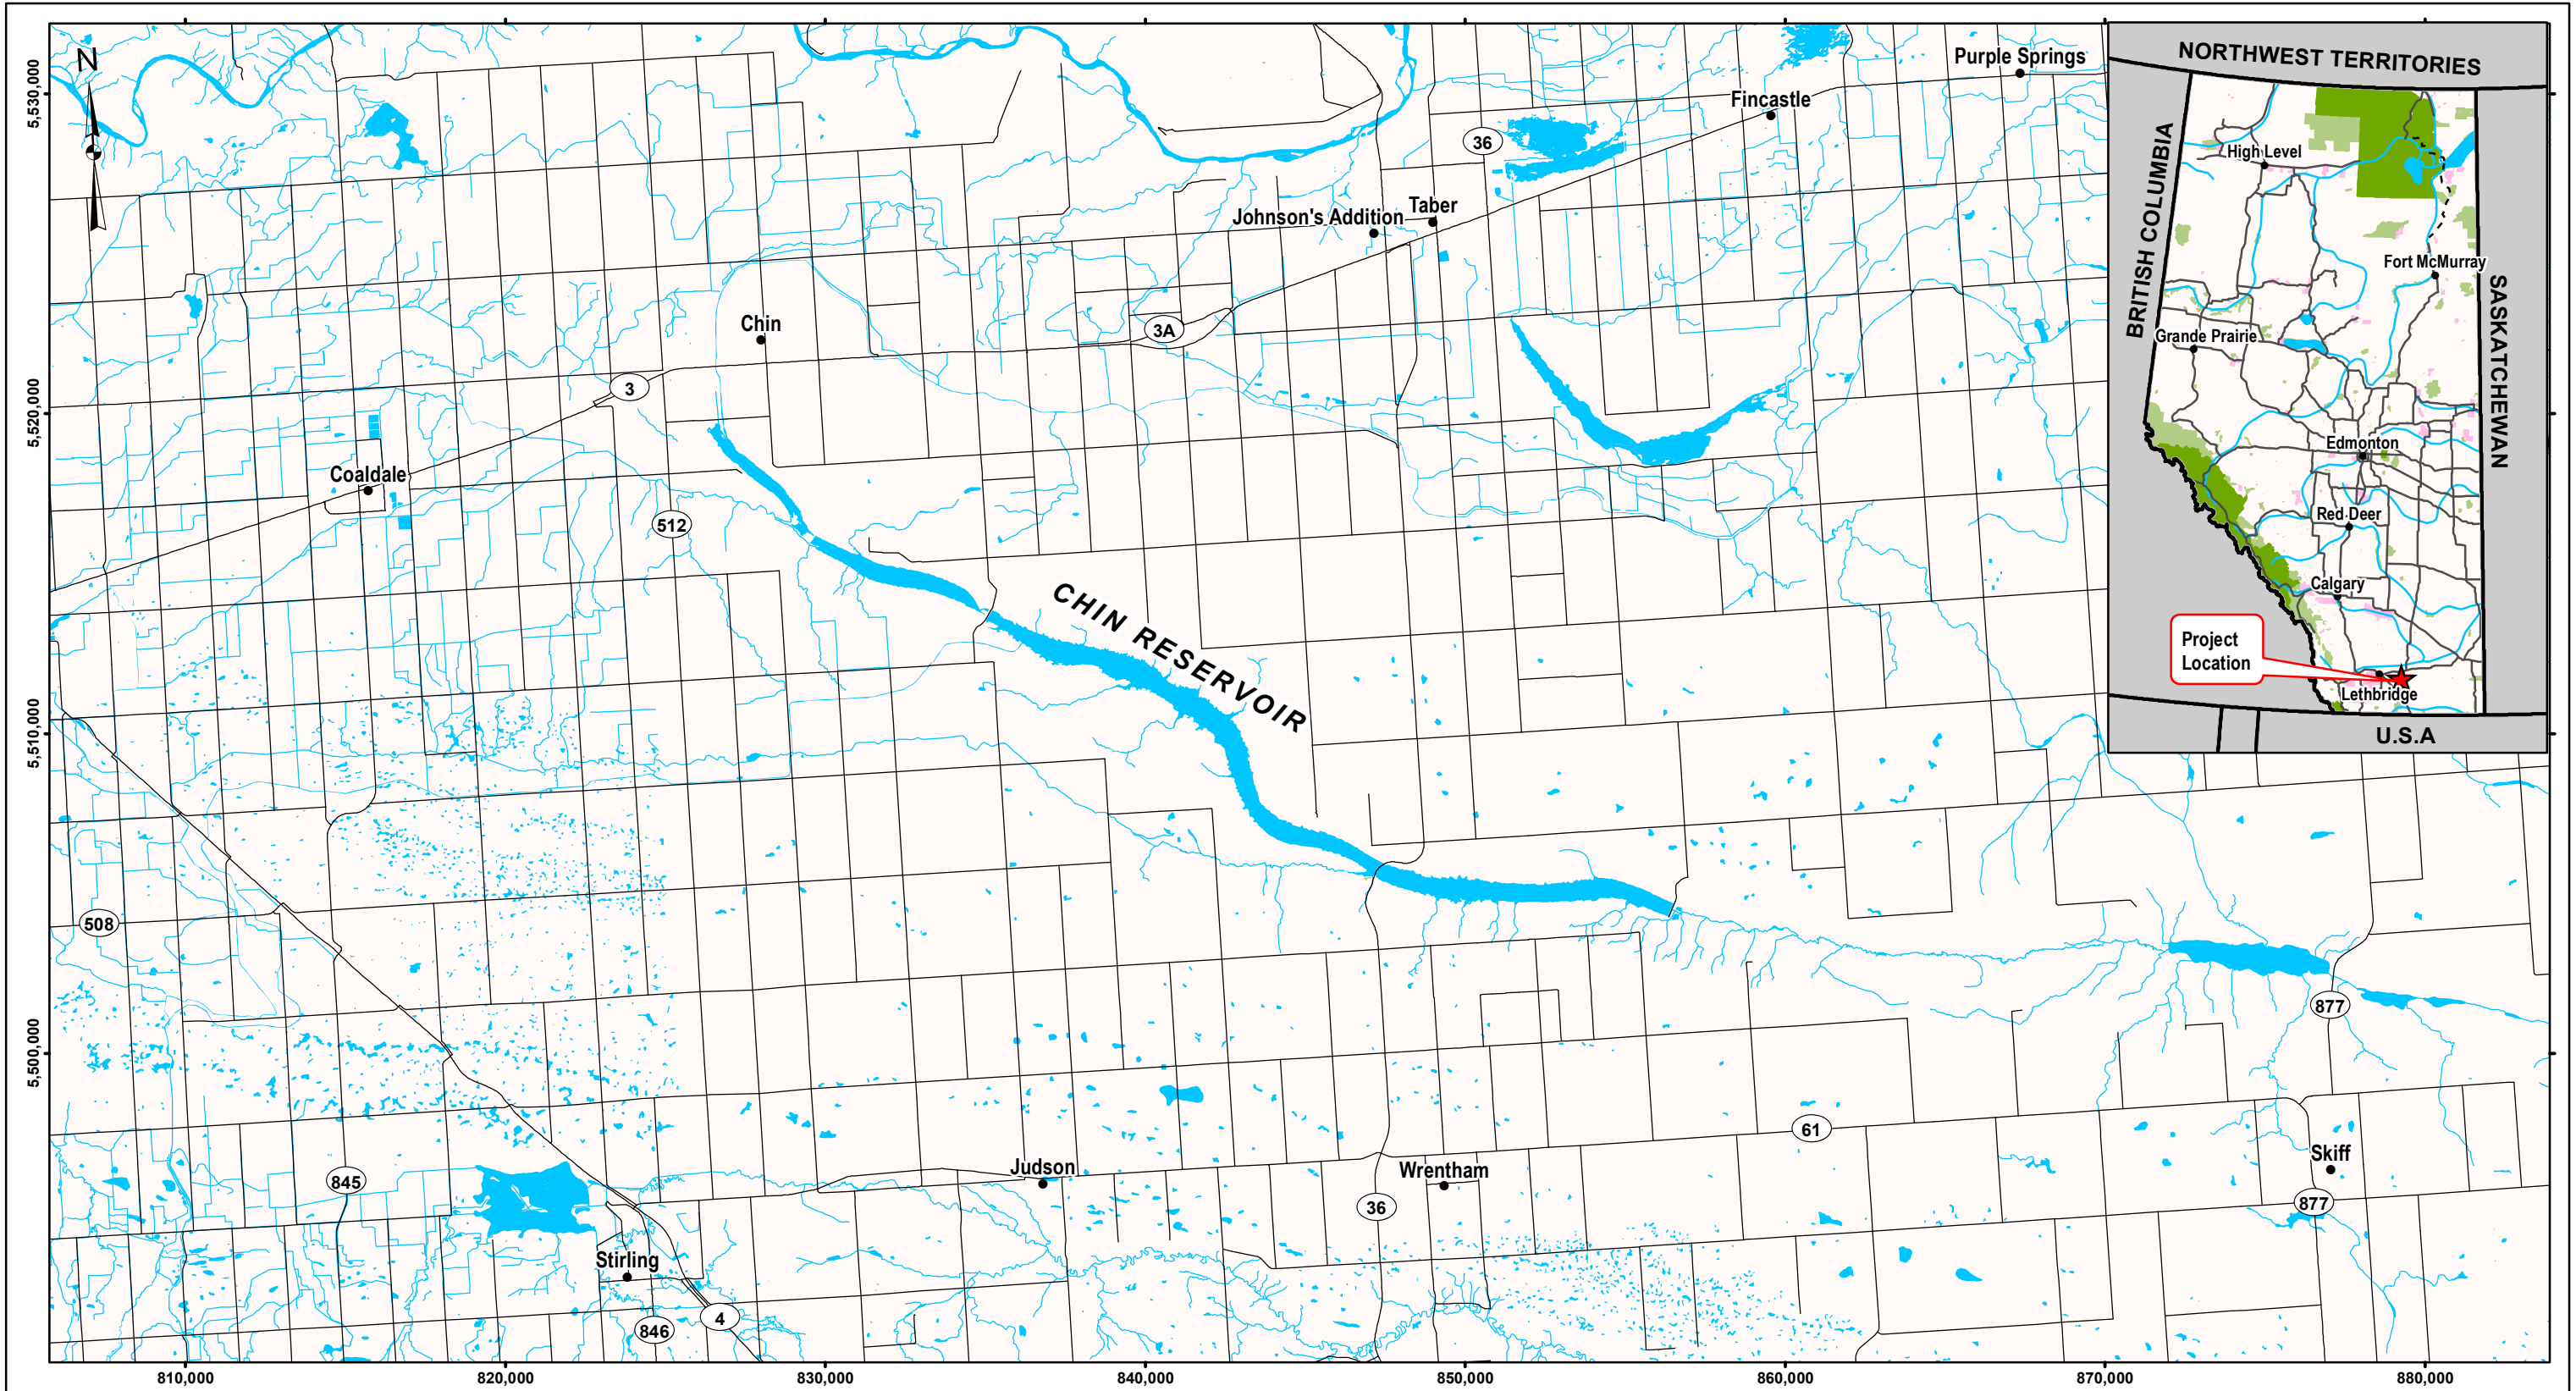 N
Purple Springs
Fincastle
36
Johnson's Addition
Taber
Chin
3A
3
Coaldale
512
CHIN RESERVOIR
508
877
61
845
Judson
Wrentham
Skiff
36
877
Stirling
846
4
5,530,000
5,520,000
5,510,000
5,500,000
810,000
820,000
830,000
840,000
850,000
860,000
870,000
880,000
NORTHWEST TERRITORIES
BRITISH COLUMBIA
SASKATCHEWAN
High Level
Fort McMurray
Grande Prairie
Edmonton
Red Deer
Calgary
Project
Location
Lethbridge
U.S.A